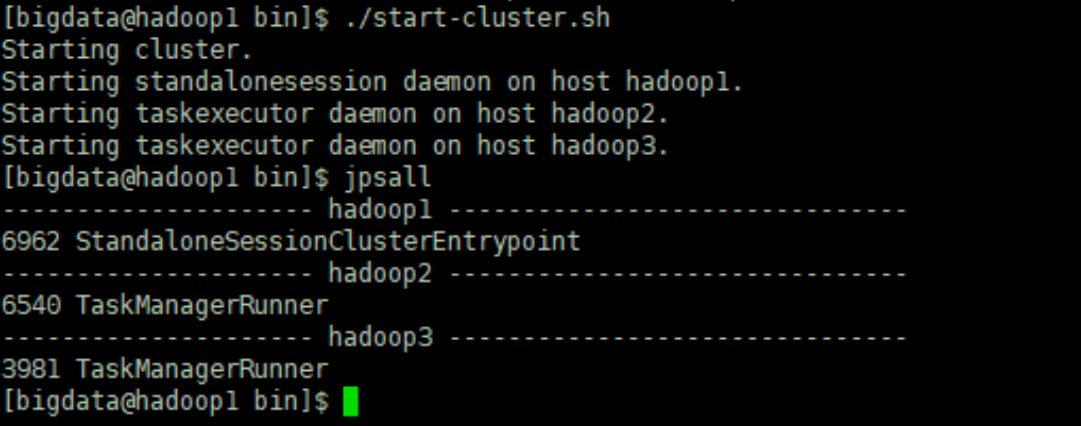 [bigdata@hadoop1 bin]$ ./start-cluster.sh
Starting cluster.
Starting standalonesession daemon on host hadoop1.
Starting taskexecutor daemon on host hadoop2.
Starting taskexecutor daemon on host hadoop3.
[bigdata@hadoop1 bin]$ jpsall
--------------------- hadoop1 -------------------------------
6962 StandaloneSessionClusterEntrypoint
--------------------- hadoop2 -------------------------------
6540 TaskManagerRunner
--------------------- hadoop3 -------------------------------
3981 TaskManagerRunner
[bigdata@hadoop1 bin]$